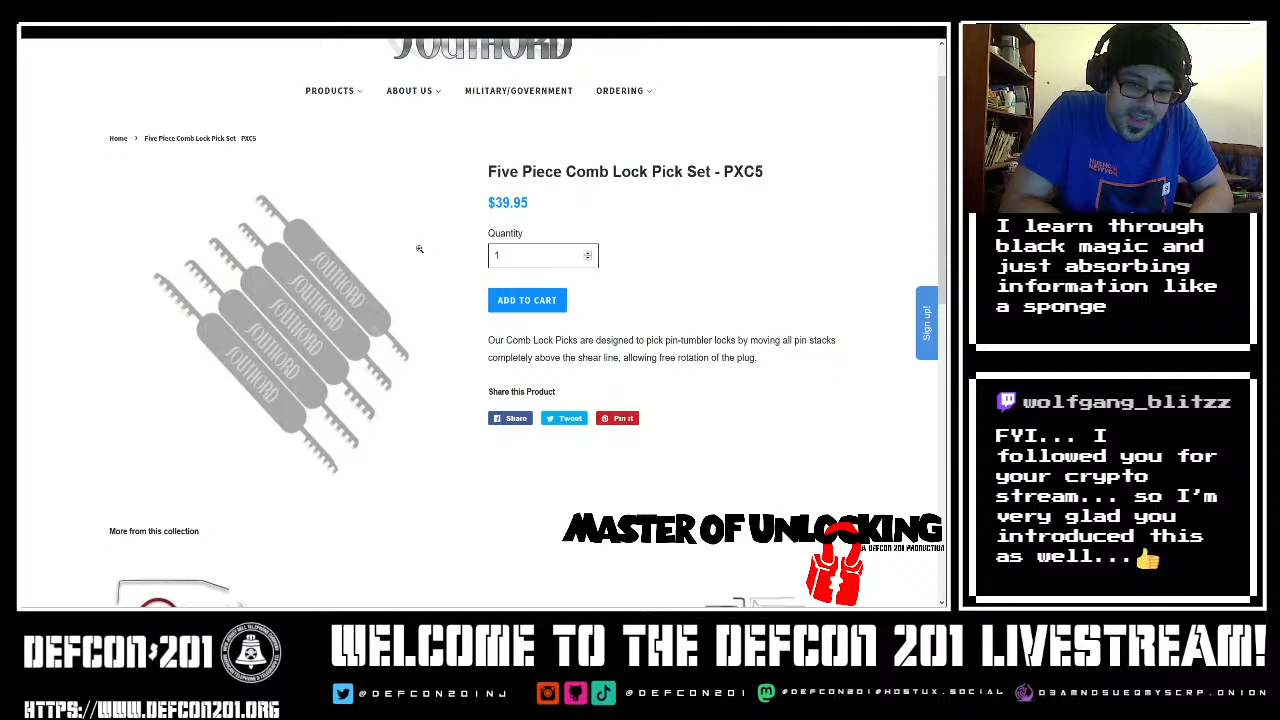 SOUTHORD
PRODUCTS
ABOUT US
MILITARY/GOVERNMENT
ORDERING
Home › Five Piece Comb Lock Pick Set - PXC5
Five Piece Comb Lock Pick Set - PXC5
$39.95
Quantity
1
ADD TO CART
Our Comb Lock Picks are designed to pick pin-tumbler locks by moving all pin stacks
completely above the shear line, allowing free rotation of the plug.
Share this Product
Share
Tweet
Pin it
SOUTHORD
SOUTHORD
SOUTHORD
SOUTHORD
SOUTHORD
Sign up!
More from this collection
MASTER OF UNLOCKING
A DEFCON 201 PRODUCTION
I learn through
black magic and
just absorbing
information like
a sponge
wolfgang_blitzz
FYI... I
followed you for
your crypto
stream... so I'm
very glad you
introduced this
as well...👍
DEFCON 201
HTTPS://WWW.DEFCON201.ORG
WELCOME TO THE DEFCON 201 LIVESTREAM!
@DEFCON201NJ
@DEFCON201
@DEFCON201@HOSTUX.SOCIAL